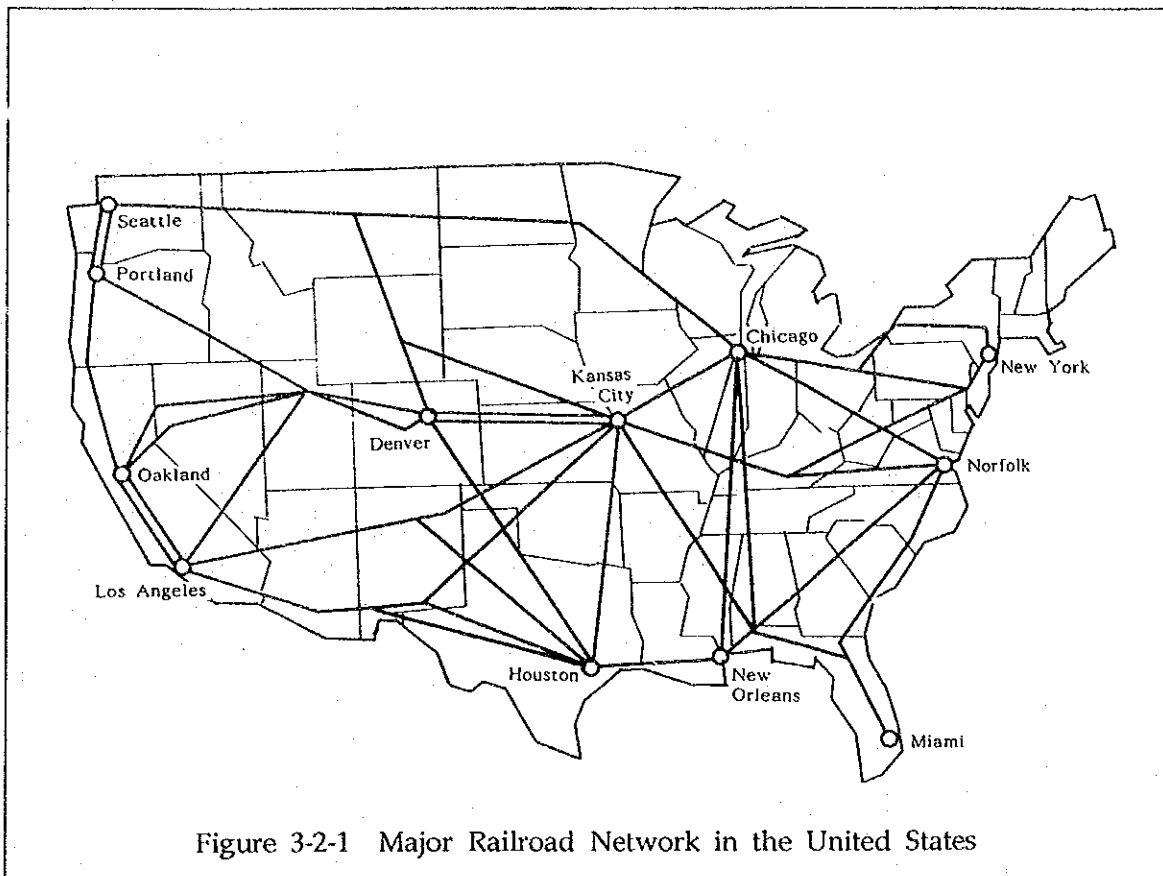 Seattle
Portland
Chicago
New York
Kansas
City
Denver
Oakland
Norfolk
Los Angeles
Houston
New
Orleans
Miami
Figure 3-2-1 Major Railroad Network in the United States